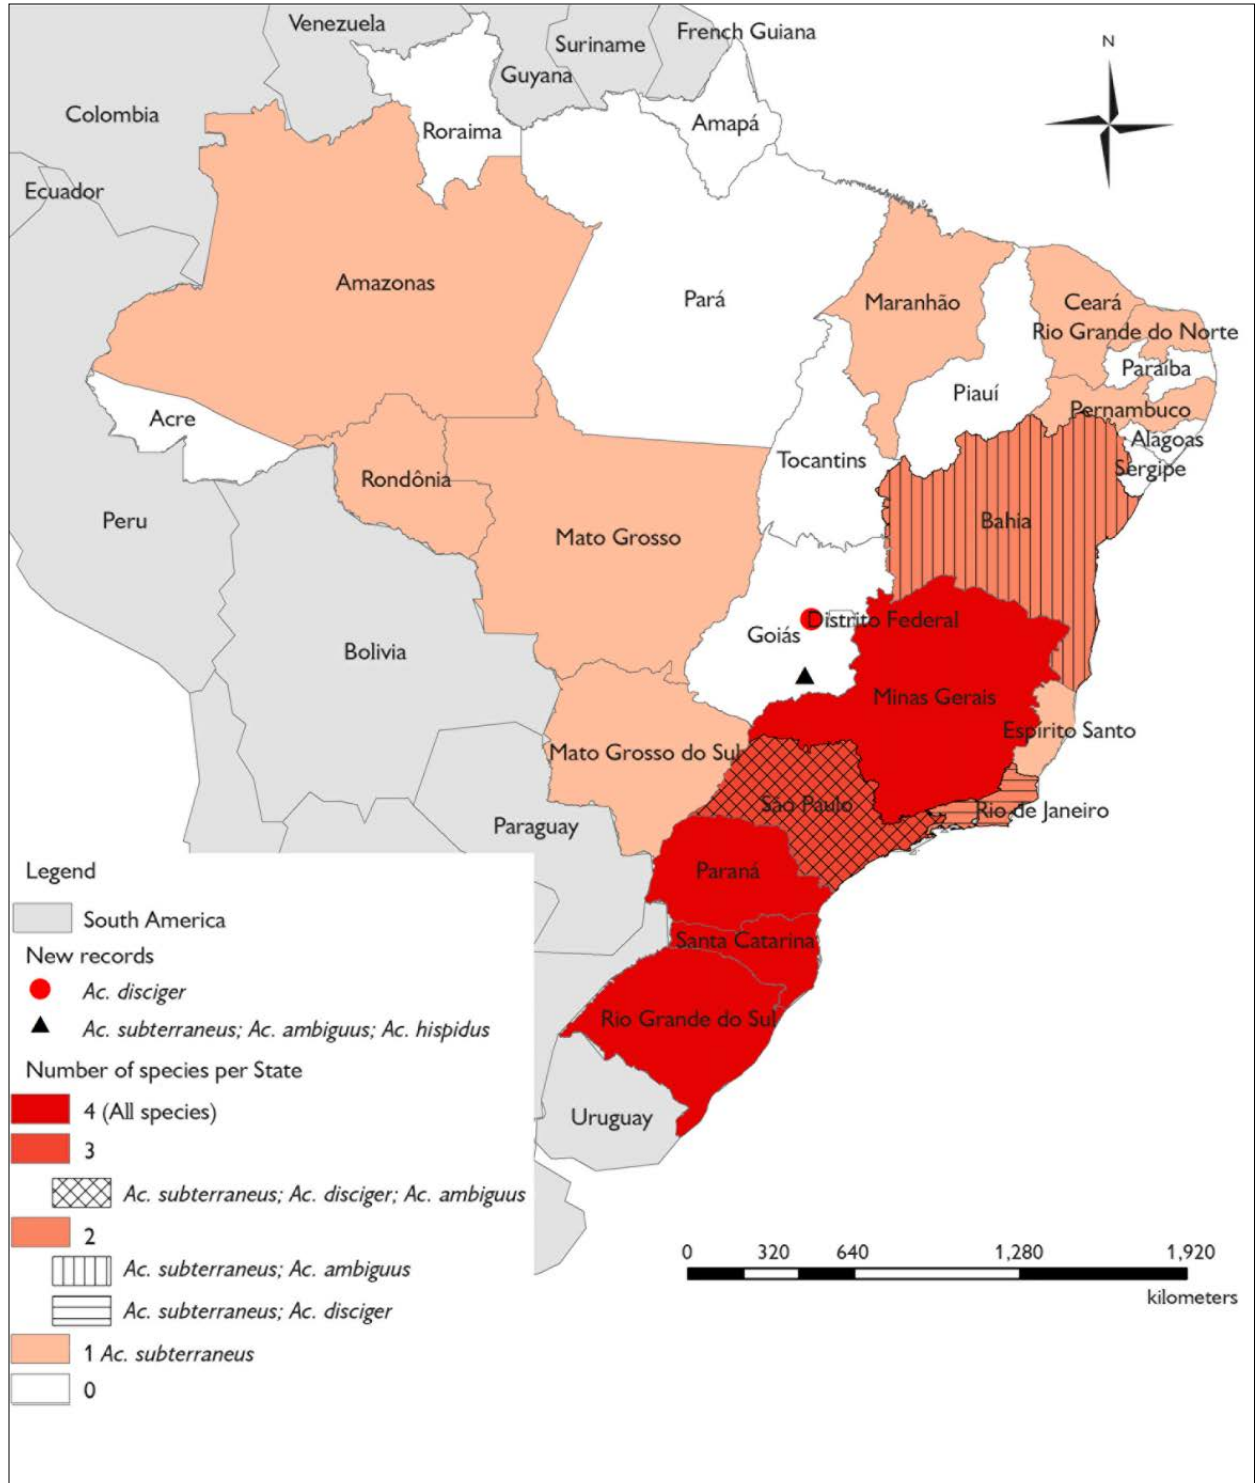 Venezuela
French Guiana
Suriname
Guyana
N
Colombia
Roraima
Amapá
Ecuador
Amazonas
Pará
Maranhão
Ceará
Rio Grande do Norte
Paraíba
Piauí
Pernambuco
Acre
Alagoas
Tocantins
Sergipe
Rondônia
Peru
Bahia
Mato Grosso
Distrito Federal
Goiás
Bolivia
Minas Gerais
Espírito Santo
Mato Grosso do Sul
São Paulo
Rio de Janeiro
Paraguay
Paraná
Santa Catarina
Rio Grande do Sul
Uruguay
Legend
South America
New records
Ac. disciger
Ac. subterraneus; Ac. ambiguus; Ac. hispidus
Number of species per State
4 (All species)
3
Ac. subterraneus; Ac. disciger; Ac. ambiguus
2
Ac. subterraneus; Ac. ambiguus
Ac. subterraneus; Ac. disciger
1 Ac. subterraneus
0
0 320 640 1,280 1,920
kilometers